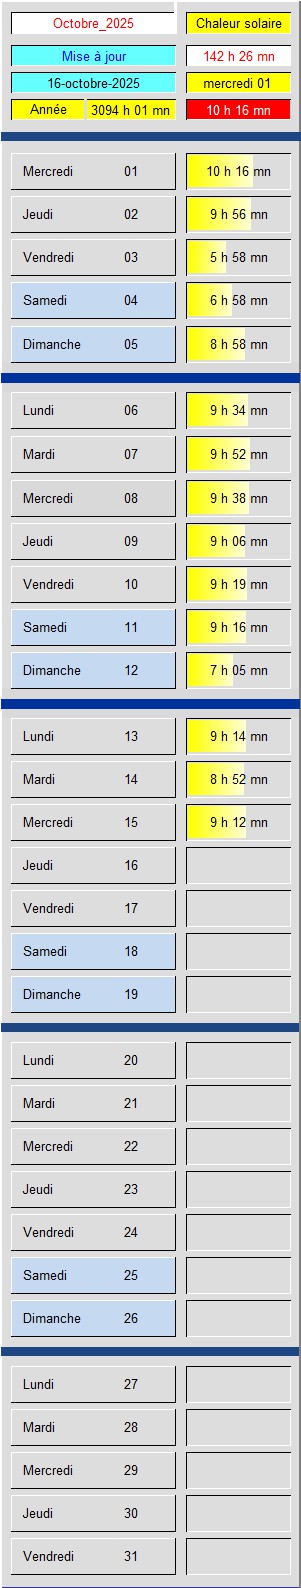 Octobre_2025 Chaleur solaire
Mise à jour 142 h 26 mn
16-octobre-2025 mercredi 01
Année 3094 h 01 mn 10 h 16 mn
Mercredi 01 10 h 16 mn
Jeudi 02 9 h 56 mn
Vendredi 03 5 h 58 mn
Samedi 04 6 h 58 mn
Dimanche 05 8 h 58 mn
Lundi 06 9 h 34 mn
Mardi 07 9 h 52 mn
Mercredi 08 9 h 38 mn
Jeudi 09 9 h 06 mn
Vendredi 10 9 h 19 mn
Samedi 11 9 h 16 mn
Dimanche 12 7 h 05 mn
Lundi 13 9 h 14 mn
Mardi 14 8 h 52 mn
Mercredi 15 9 h 12 mn
Jeudi 16
Vendredi 17
Samedi 18
Dimanche 19
Lundi 20
Mardi 21
Mercredi 22
Jeudi 23
Vendredi 24
Samedi 25
Dimanche 26
Lundi 27
Mardi 28
Mercredi 29
Jeudi 30
Vendredi 31